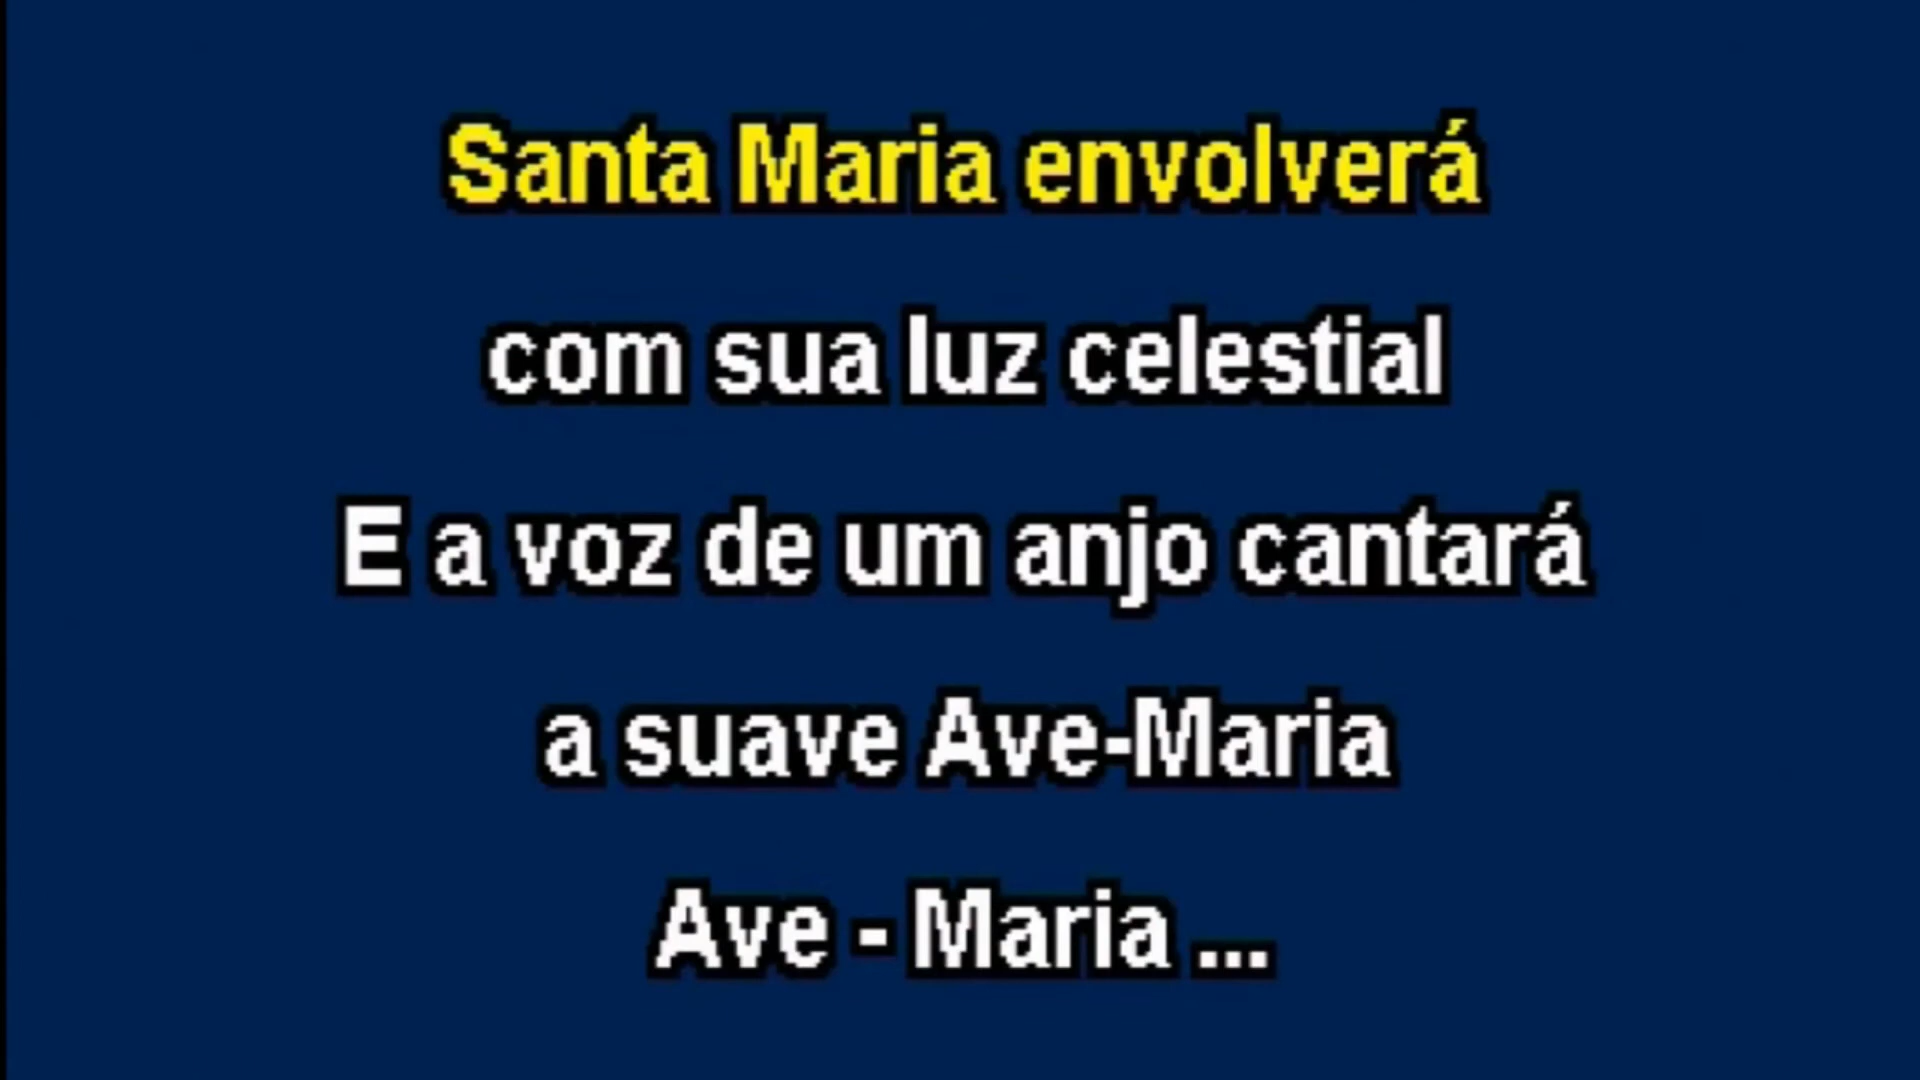 Santa Maria envolverá
com sua luz celestial
E a voz de um anjo cantará
a suave Ave-Maria
Ave - Maria ...